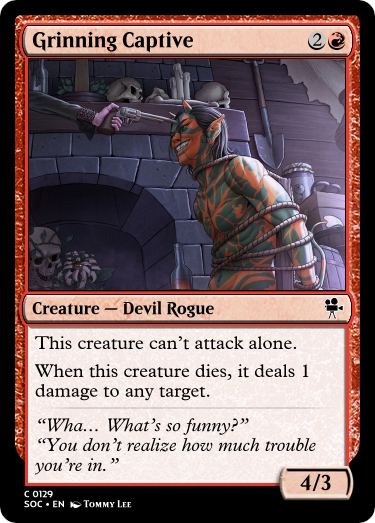 Grinning Captive 2
Creature — Devil Rogue
This creature can't attack alone.
When this creature dies, it deals 1
damage to any target.
“Wha… What's so funny?”
“You don't realize how much trouble
you're in.”
4/3
C 0129
SOC • EN Tommy Lee